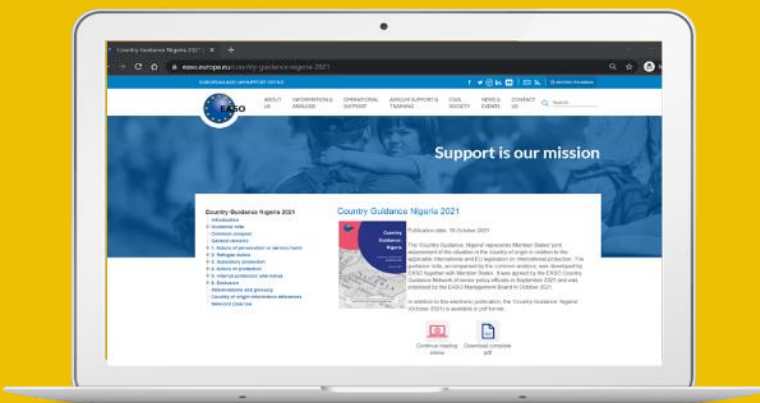 Country Guidance Nigeria 2021
easo.europa.eu/country-guidance-nigeria-2021
EUROPEAN ASYLUM SUPPORT OFFICE
EASO
ABOUT US
INFORMATION & ANALYSIS
OPERATIONAL SUPPORT
ASYLUM SUPPORT & TRAINING
CIVIL SOCIETY
NEWS & EVENTS
CONTACT US
Search
Support is our mission
Country Guidance Nigeria 2021
Introduction
Guidance note
Common analysis
General remarks
1. Actors of persecution or serious harm
2. Refugee status
3. Subsidiary protection
4. Actors of protection
5. Internal protection alternative
6. Exclusion
Abbreviations and glossary
Country of origin information references
Relevant case law
Country Guidance Nigeria 2021
Country
Guidance:
Nigeria
Publication date: 19 October 2021
The 'Country Guidance: Nigeria' represents Member States' joint
assessment of the situation in the country of origin in relation to the
applicable international and EU legislation on international protection. The
guidance note, accompanied by the common analysis, was developed by
EASO together with Member States. It was agreed by the EASO Country
Guidance Network of senior policy officials in September 2021 and was
endorsed by the EASO Management Board in October 2021.
In addition to this electronic publication, the 'Country Guidance: Nigeria'
(October 2021) is available in pdf format.
Continue reading
online
Download complete
pdf